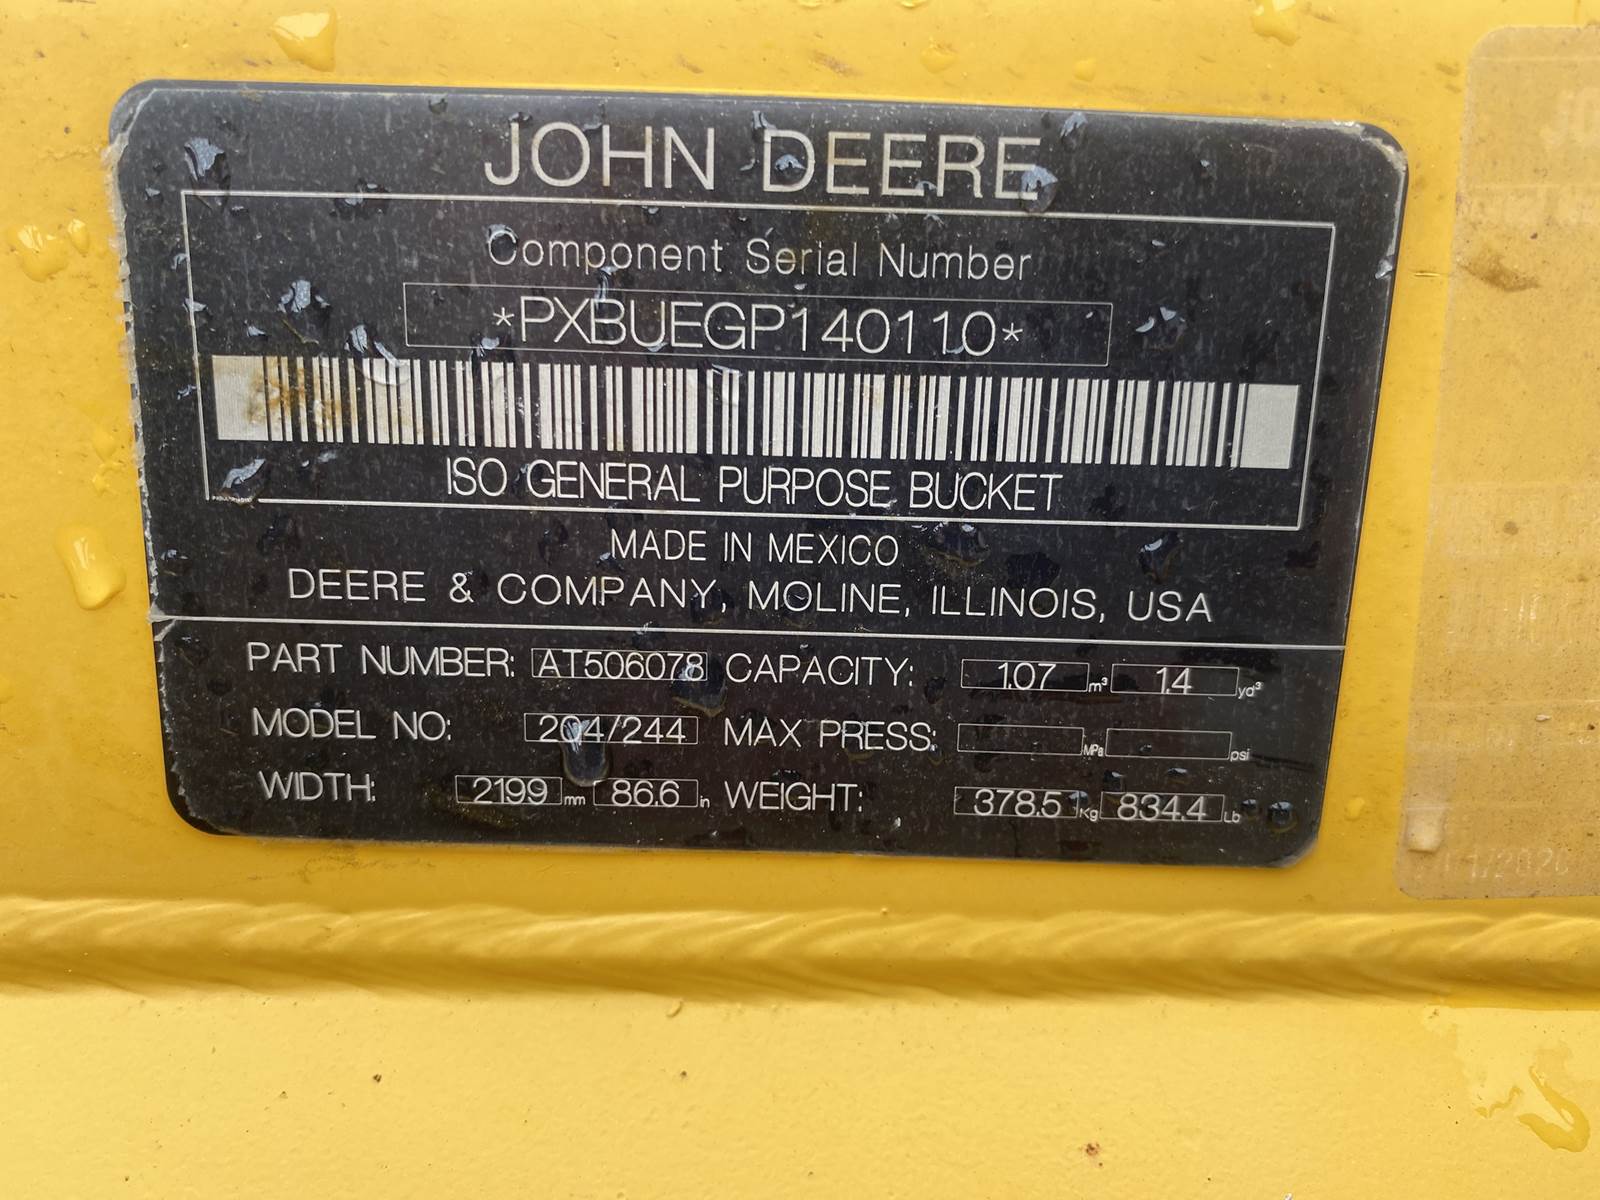 JOHN DEERE
Component Serial Number
*PXBUEGP140110*
ISO GENERAL PURPOSE BUCKET
MADE IN MEXICO
DEERE & COMPANY, MOLINE, ILLINOIS, USA
PART NUMBER: AT506078 CAPACITY: 1.07 m³ 1.4 yd³
MODEL NO: 204/244 MAX PRESS: MPa psi
WIDTH: 2199 mm 86.6 in WEIGHT: 378.5 Kg 834.4 Lb